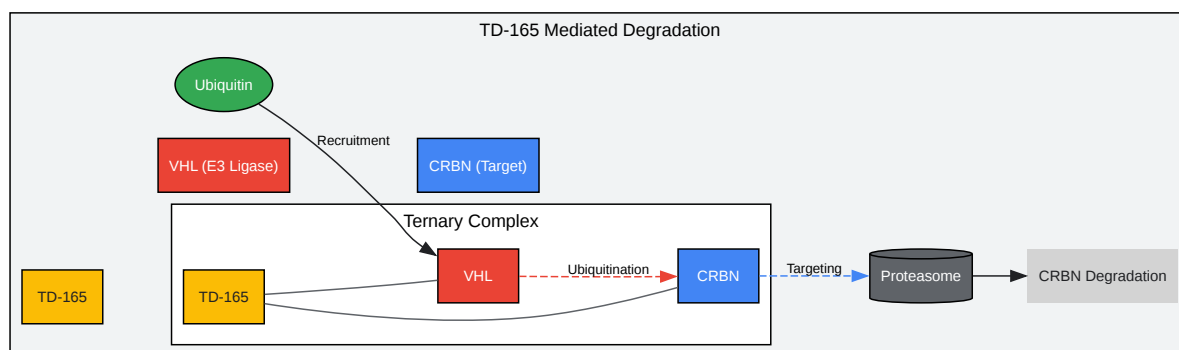 TD-165 Mediated Degradation
Ubiquitin
Recruitment
VHL (E3 Ligase)
CRBN (Target)
Ternary Complex
TD-165
TD-165
VHL
Ubiquitination
CRBN
Targeting
Proteasome
CRBN Degradation